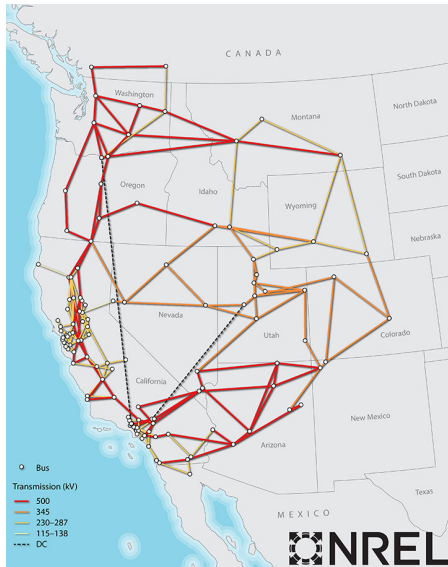 CANADA
Washington
Montana
North Dakota
Oregon
Idaho
South Dakota
Wyoming
Nebraska
Nevada
Utah
Colorado
California
Arizona
New Mexico
Texas
MEXICO
Bus
Transmission (kV)
500
345
230–287
115–138
DC
NREL